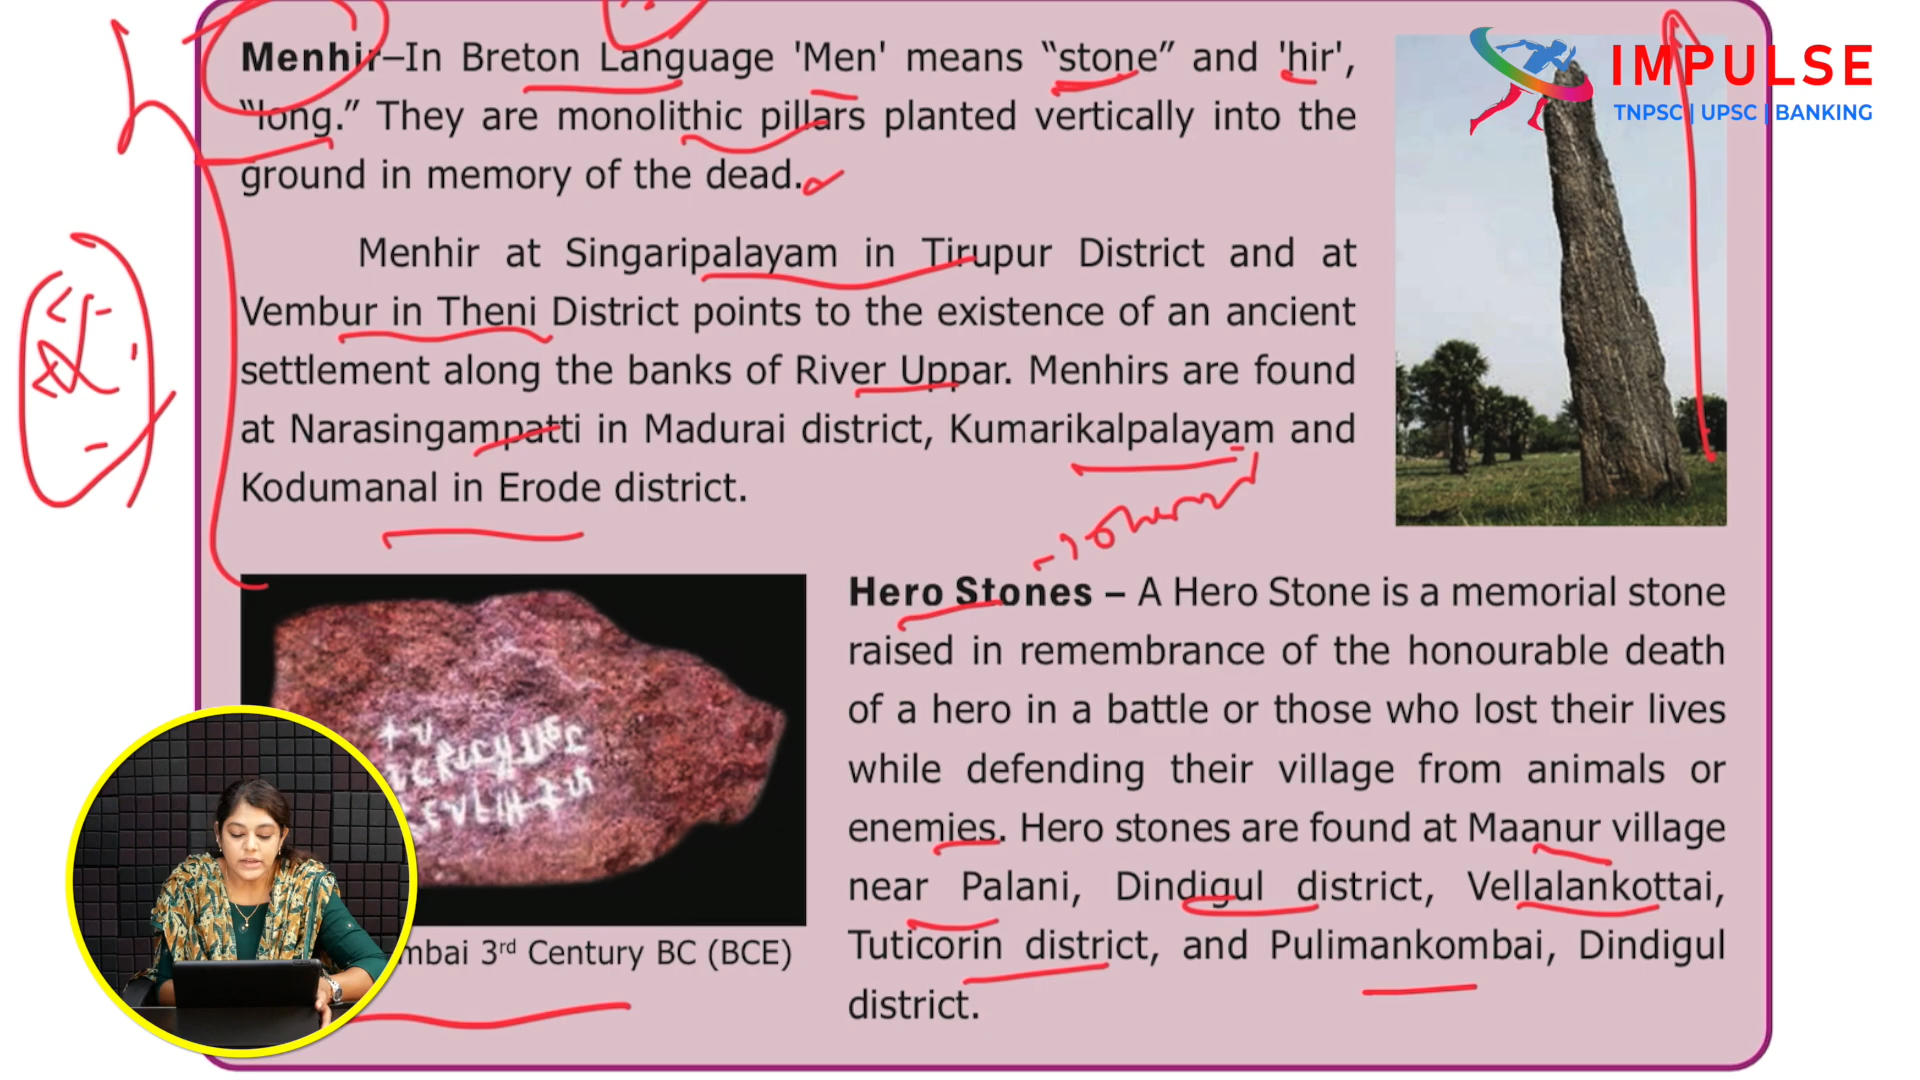 Menhir–In Breton Language 'Men' means “stone” and 'hir',
“long.” They are monolithic pillars planted vertically into the
ground in memory of the dead.
Menhir at Singaripalayam in Tirupur District and at
Vembur in Theni District points to the existence of an ancient
settlement along the banks of River Uppar. Menhirs are found
at Narasingampatti in Madurai district, Kumarikalpalayam and
Kodumanal in Erode district.
IMPULSE
TNPSC | UPSC | BANKING
Hero Stones – A Hero Stone is a memorial stone
raised in remembrance of the honourable death
of a hero in a battle or those who lost their lives
while defending their village from animals or
enemies. Hero stones are found at Maanur village
near Palani, Dindigul district, Vellalankottai,
Tuticorin district, and Pulimankombai, Dindigul
district.
mbai 3rd Century BC (BCE)